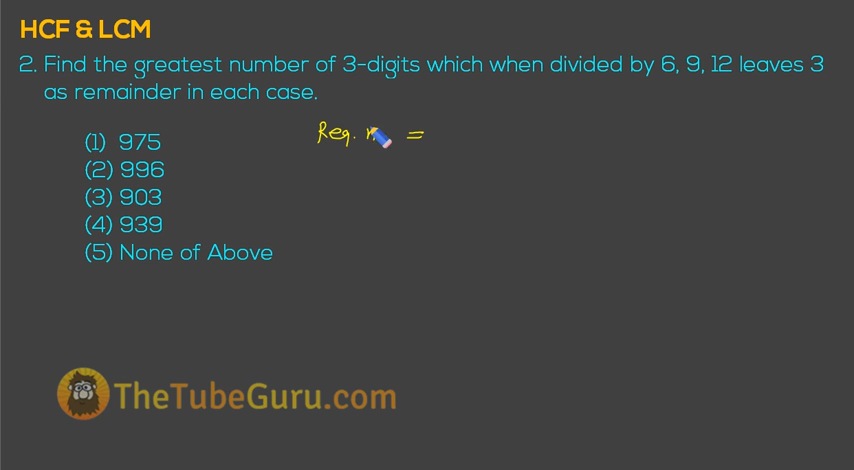 HCF & LCM
2. Find the greatest number of 3-digits which when divided by 6, 9, 12 leaves 3
as remainder in each case.
Req. =
(1) 975
(2) 996
(3) 903
(4) 939
(5) None of Above
TheTubeGuru.com